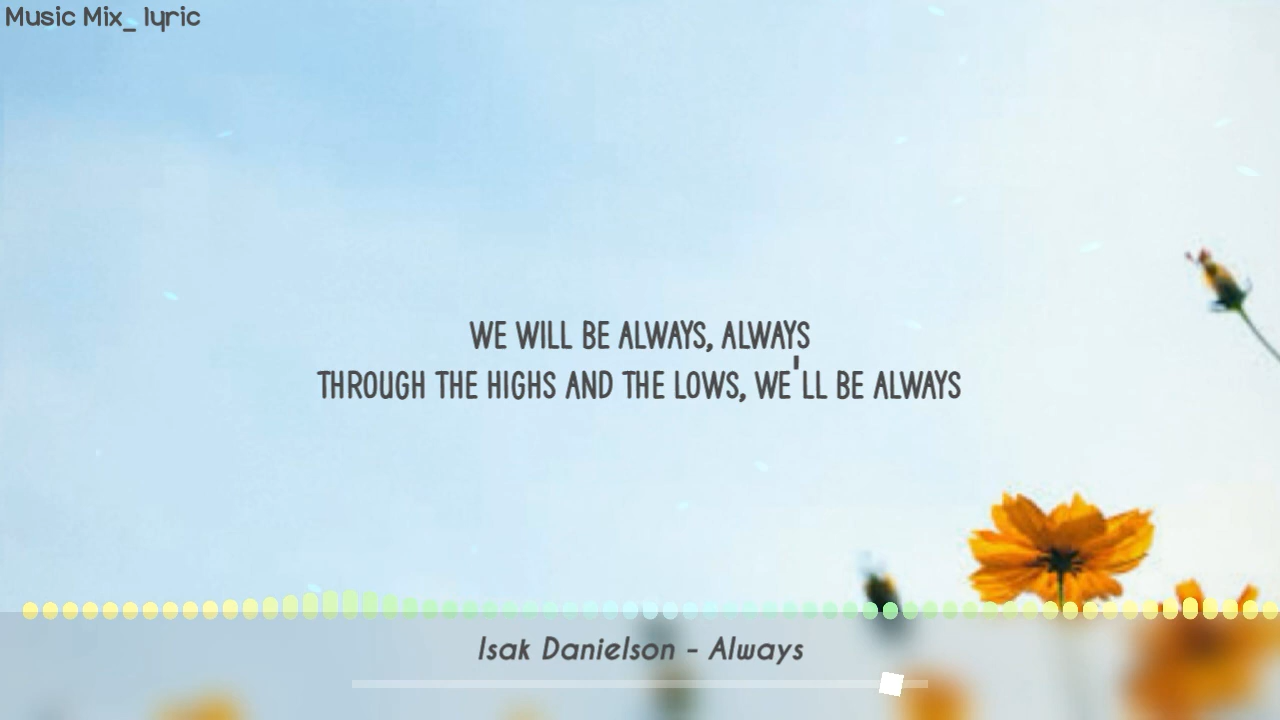 Music Mix_ lyric
WE WILL BE ALWAYS, ALWAYS
THROUGH THE HIGHS AND THE LOWS, WE'LL BE ALWAYS
Isak Danielson - Always